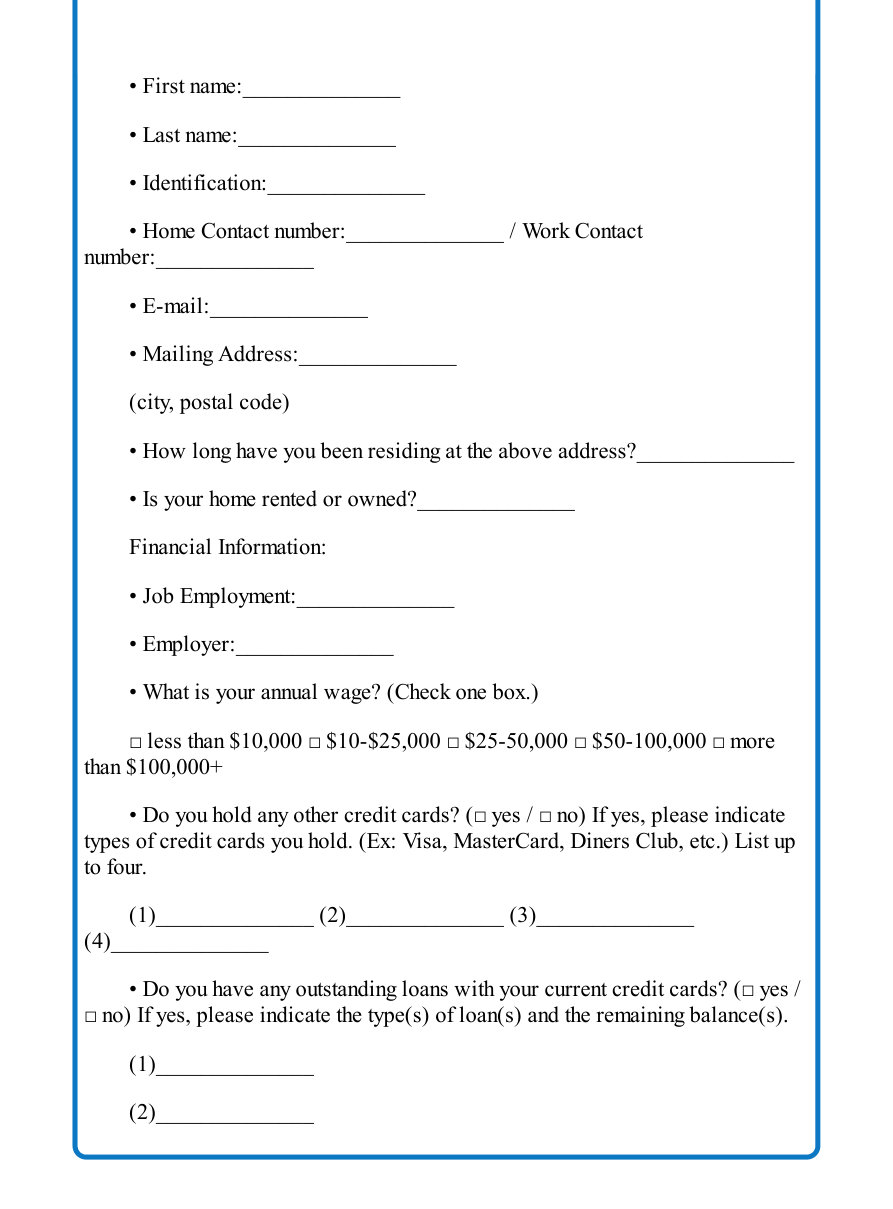 • First name:______________
• Last name:______________
• Identification:______________
• Home Contact number:______________ / Work Contact
number:______________
• E-mail:______________
• Mailing Address:______________
(city, postal code)
• How long have you been residing at the above address?______________
• Is your home rented or owned?______________
Financial Information:
• Job Employment:______________
• Employer:______________
• What is your annual wage? (Check one box.)
□ less than $10,000 □ $10-$25,000 □ $25-50,000 □ $50-100,000 □ more
than $100,000+
• Do you hold any other credit cards? (□ yes / □ no) If yes, please indicate
types of credit cards you hold. (Ex: Visa, MasterCard, Diners Club, etc.) List up
to four.
(1)______________ (2)______________ (3)______________
(4)______________
• Do you have any outstanding loans with your current credit cards? (□ yes /
□ no) If yes, please indicate the type(s) of loan(s) and the remaining balance(s).
(1)______________
(2)______________